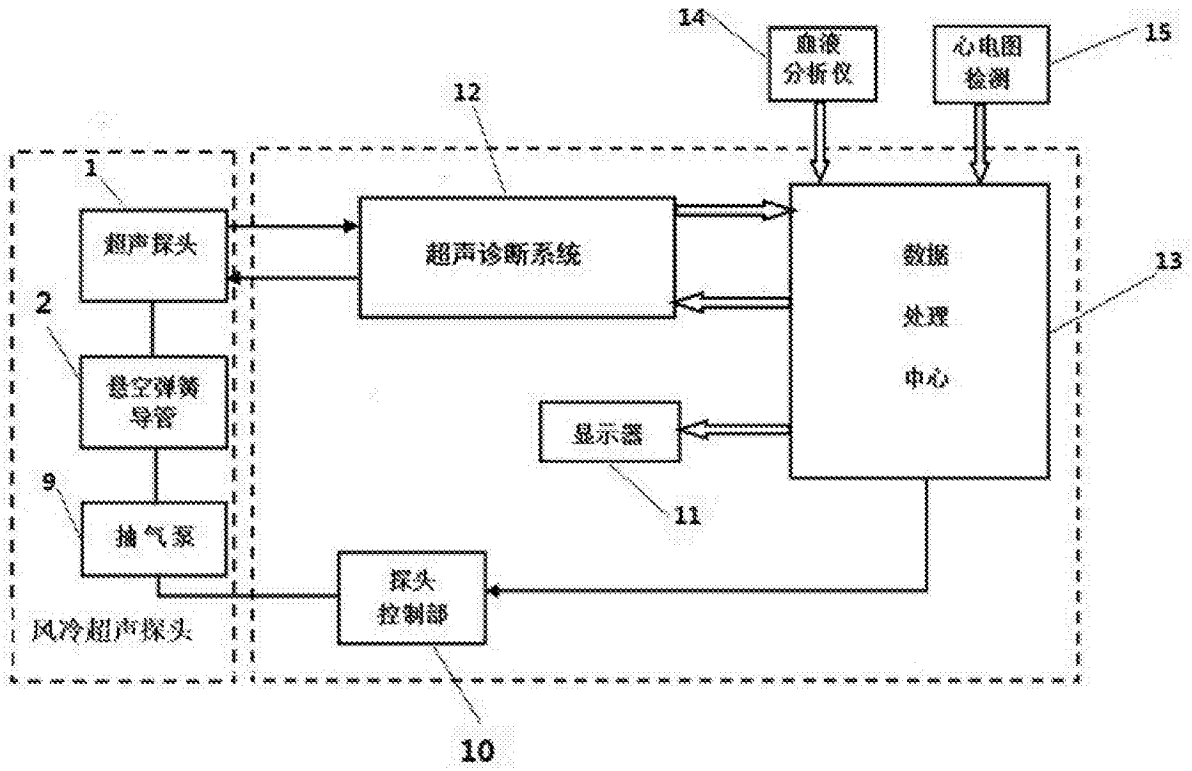 14
血液
分析仪
心电图
检测
15
12
1
超声探头
超声诊断系统
数据
处理
中心
13
2
悬空弹簧
导管
显示器
11
9
抽气泵
探头
控制部
风冷超声探头
10